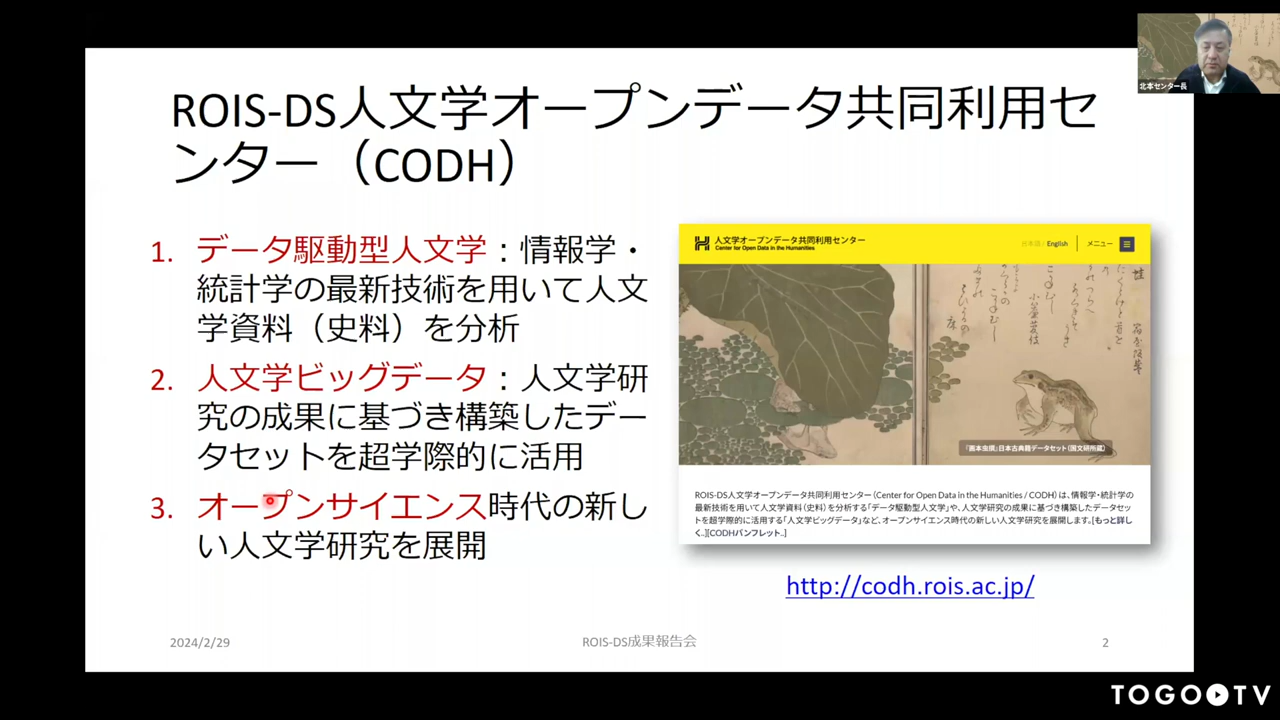 北本センター長
ROIS-DS人文学オープンデータ共同利用セ
ンター（CODH）
1. データ駆動型人文学：情報学・
統計学の最新技術を用いて人文
学資料（史料）を分析
2. 人文学ビッグデータ：人文学研
究の成果に基づき構築したデー
タセットを超学際的に活用
3. オープンサイエンス時代の新し
い人文学研究を展開
人文学オープンデータ共同利用センター
Center for Open Data in the Humanities
日本語 / English
メニュー
『画本虫撰』日本古典籍データセット（国文研所蔵）
ROIS-DS人文学オープンデータ共同利用センター（Center for Open Data in the Humanities / CODH）は、情報学・統計学の
最新技術を用いて人文学資料（史料）を分析する「データ駆動型人文学」や、人文学研究の成果に基づき構築したデータセッ
トを超学際的に活用する「人文学ビッグデータ」など、オープンサイエンス時代の新しい人文学研究を展開します。[もっと詳し
く..][CODHパンフレット..]
http://codh.rois.ac.jp/
2024/2/29
ROIS-DS成果報告会
2
TOGO TV